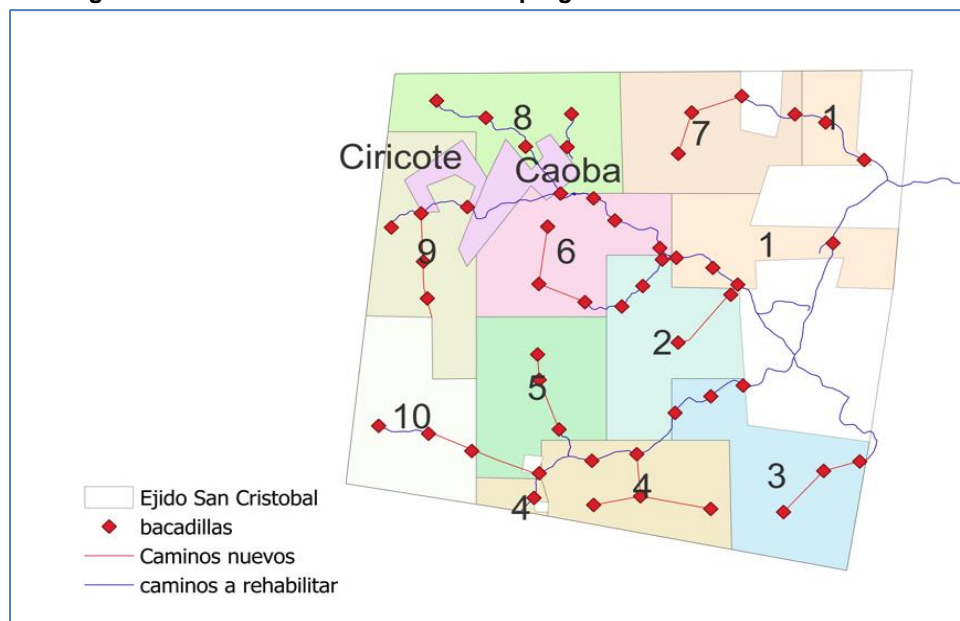 8
1
7
Ciricote
Caoba
9
6
1
2
5
10
3
4
4
Ejido San Cristobal
bacadillas
Caminos nuevos
caminos a rehabilitar